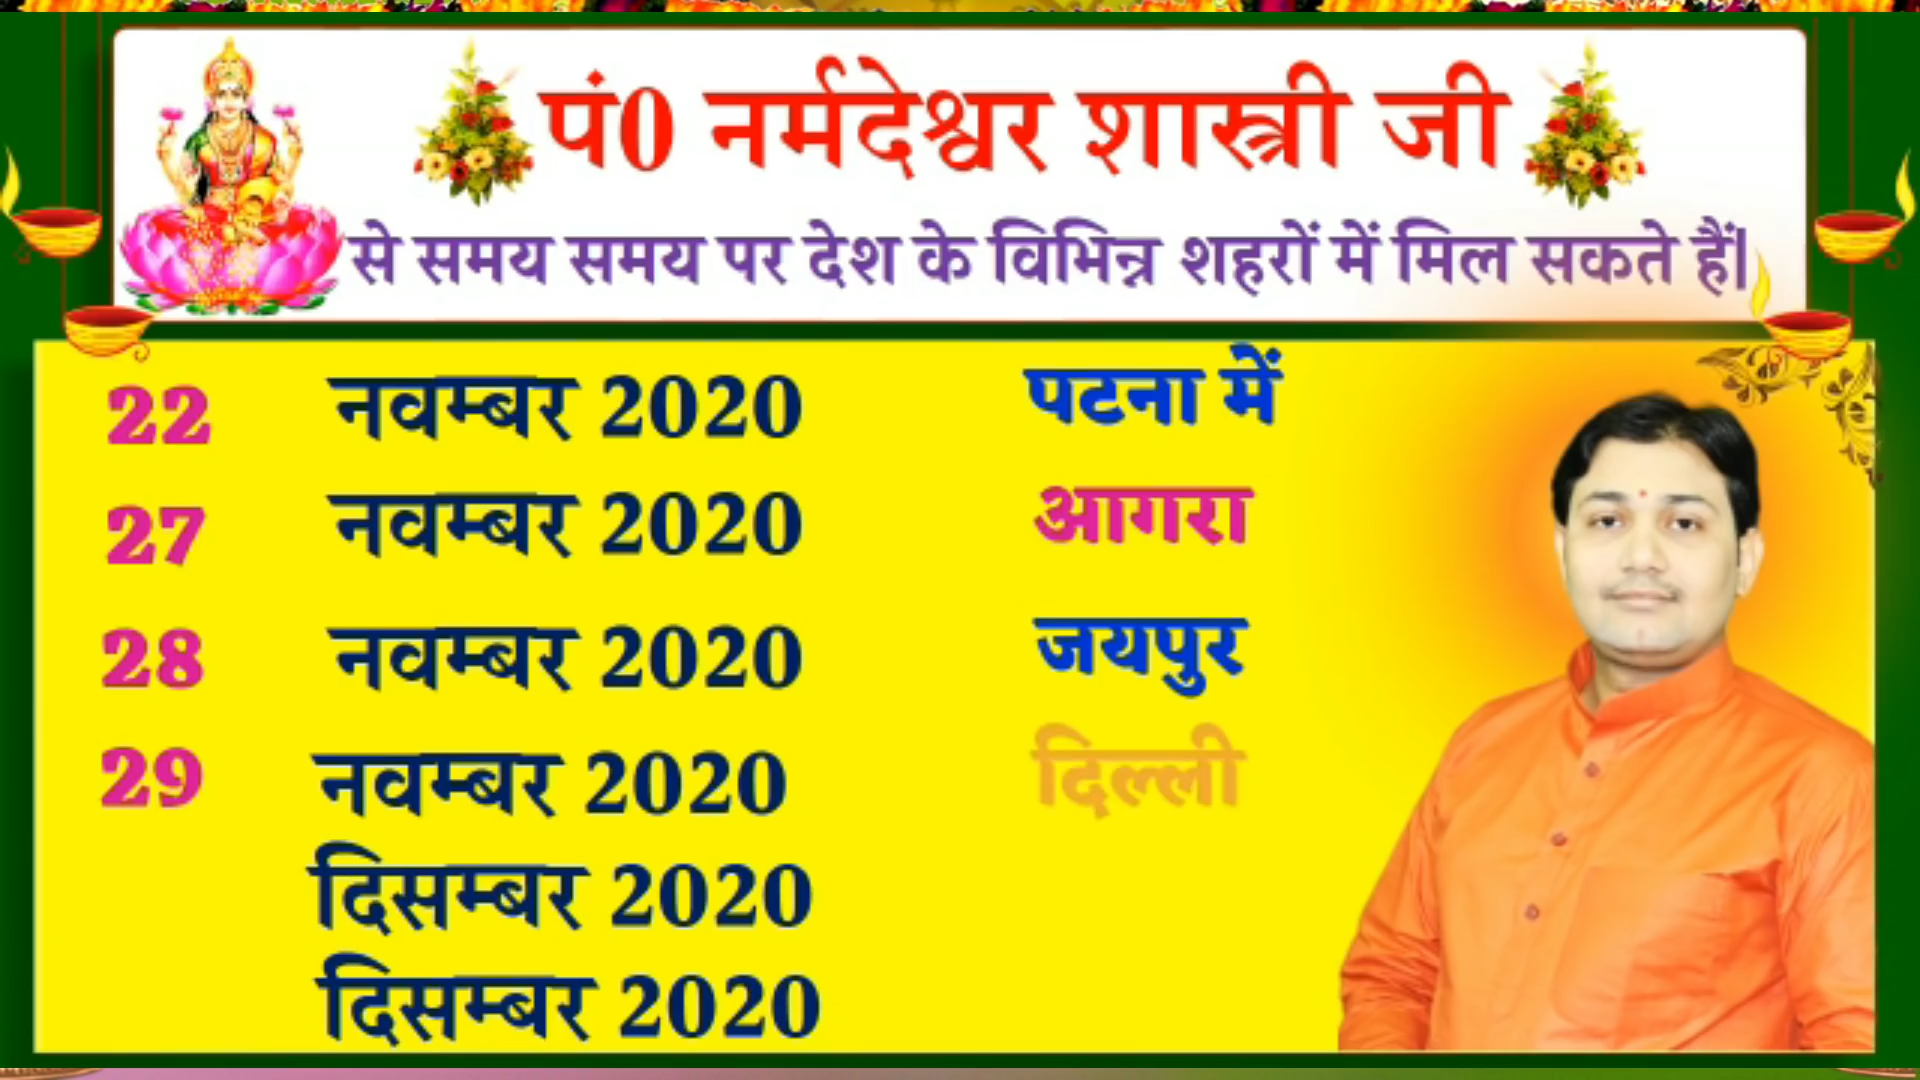 पं0 नर्मदेश्वर शास्त्री जी
से समय समय पर देश के विभिन्न शहरों में मिल सकते हैं|
22 नवम्बर 2020 पटना में
27 नवम्बर 2020 आगरा
28 नवम्बर 2020 जयपुर
29 नवम्बर 2020 दिल्ली
दिसम्बर 2020
दिसम्बर 2020